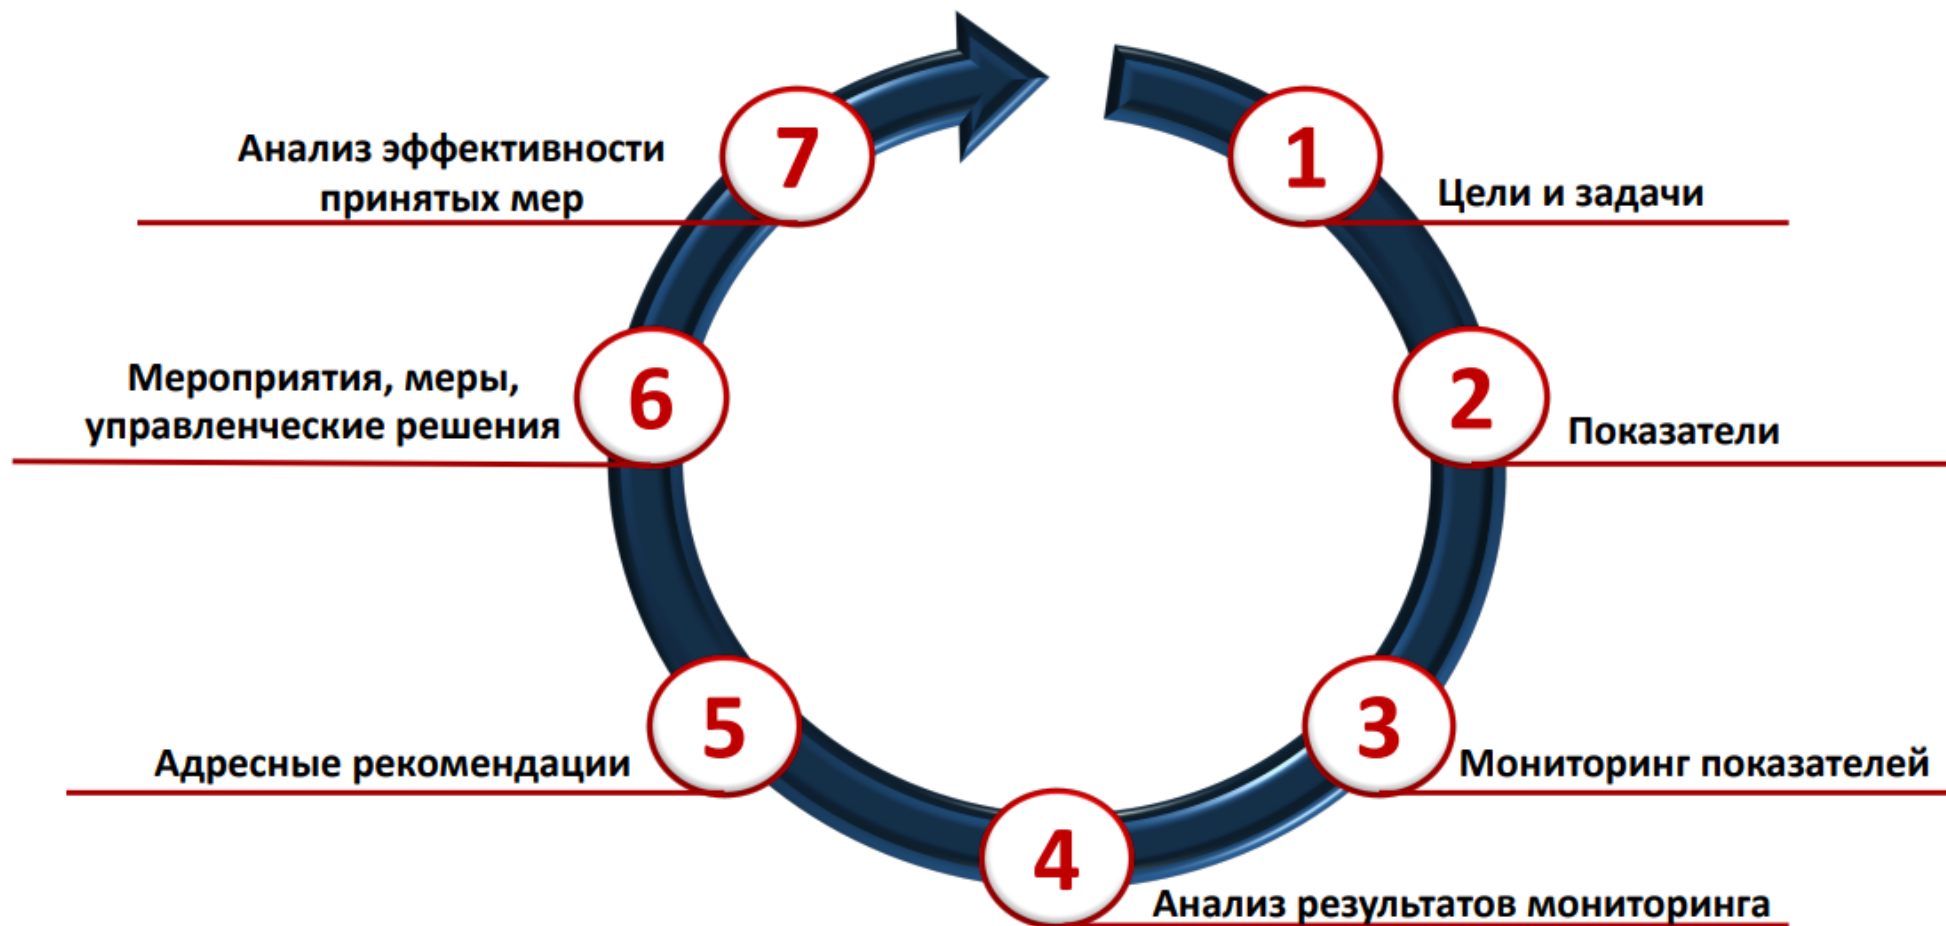 1
Цели и задачи
2
Показатели
3
Мониторинг показателей
4
Анализ результатов мониторинга
5
Адресные рекомендации
6
Мероприятия, меры,
управленческие решения
7
Анализ эффективности
принятых мер